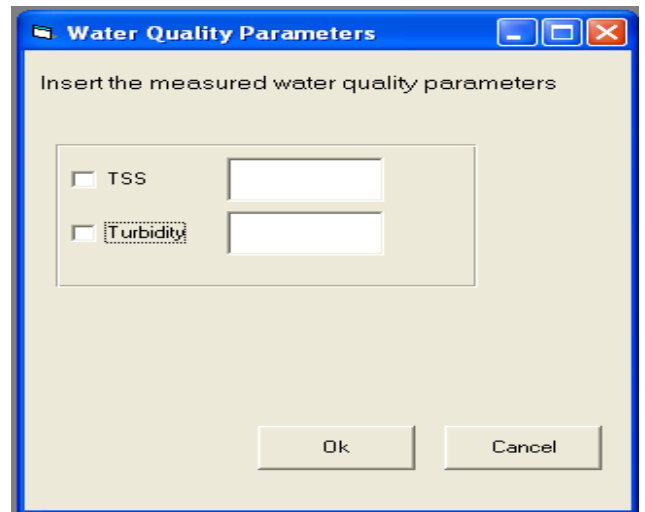 Water Quality Parameters
Insert the measured water quality parameters
TSS
Turbidity
Ok Cancel